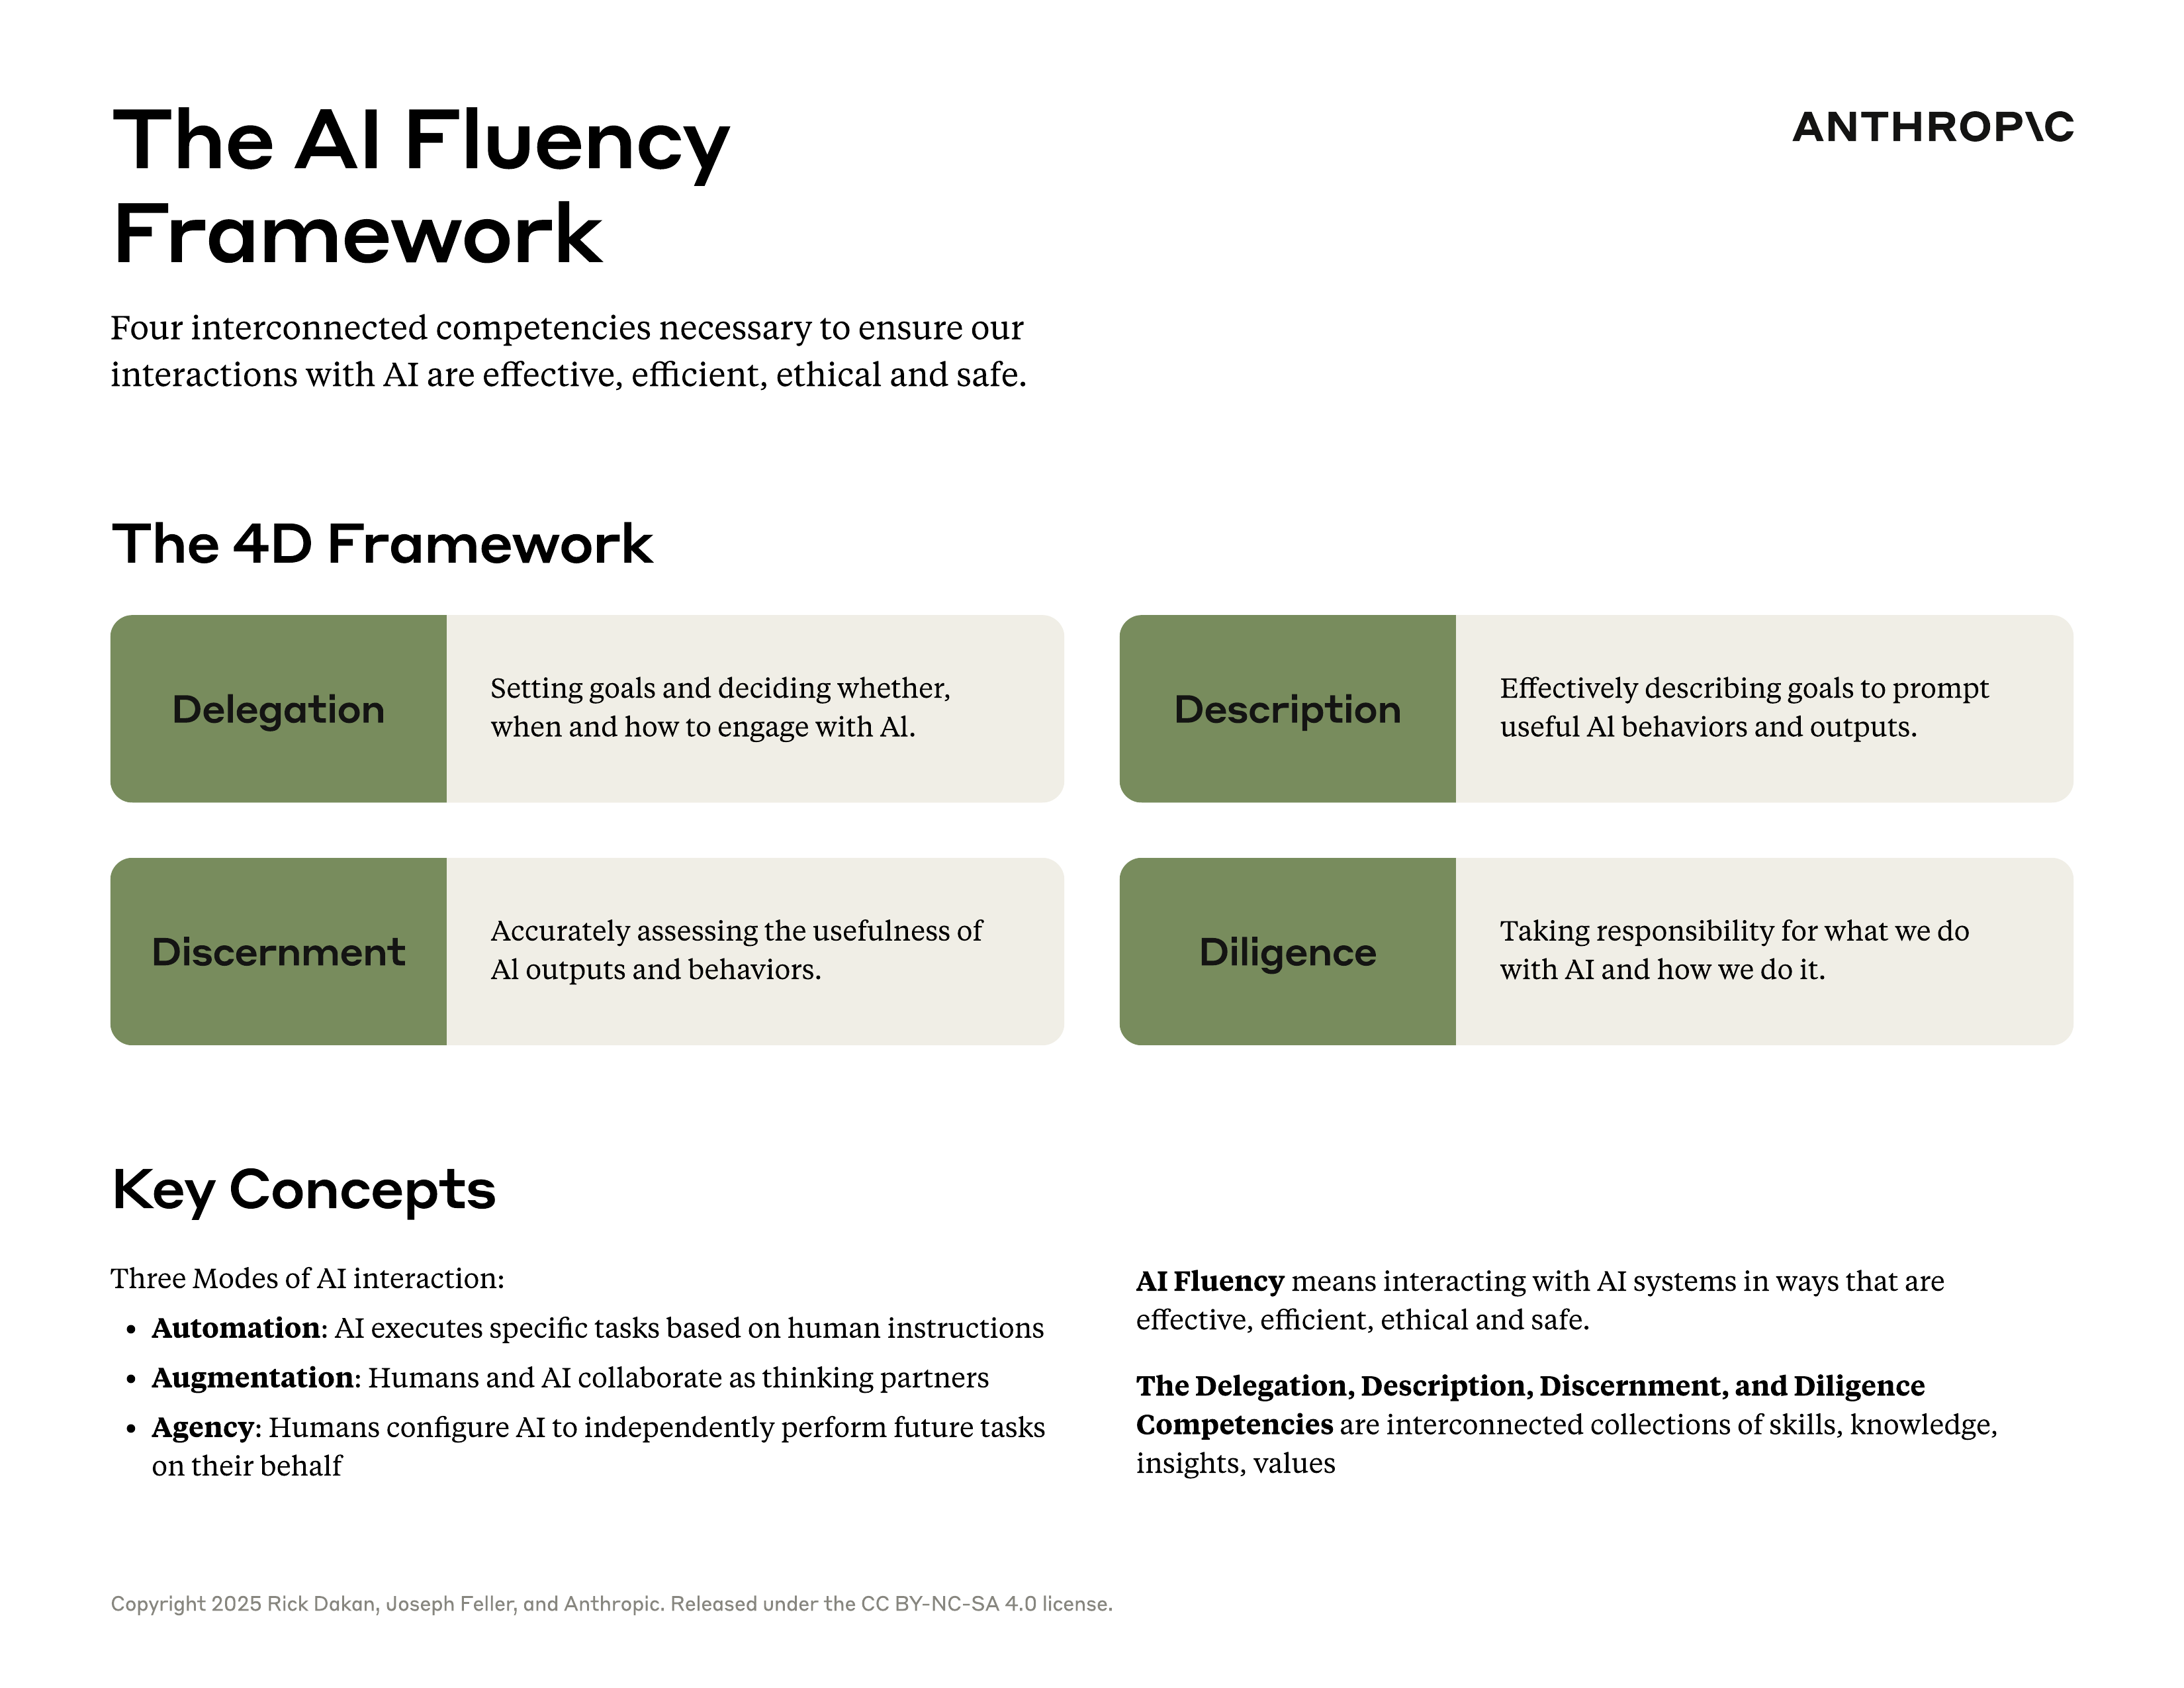 The AI Fluency
Framework
ANTHROP\C
Four interconnected competencies necessary to ensure our
interactions with AI are effective, efficient, ethical and safe.
The 4D Framework
Delegation
Setting goals and deciding whether,
when and how to engage with AI.
Description
Effectively describing goals to prompt
useful AI behaviors and outputs.
Discernment
Accurately assessing the usefulness of
AI outputs and behaviors.
Diligence
Taking responsibility for what we do
with AI and how we do it.
Key Concepts
Three Modes of AI interaction:
• Automation: AI executes specific tasks based on human instructions
• Augmentation: Humans and AI collaborate as thinking partners
• Agency: Humans configure AI to independently perform future tasks
on their behalf
AI Fluency means interacting with AI systems in ways that are
effective, efficient, ethical and safe.
The Delegation, Description, Discernment, and Diligence
Competencies are interconnected collections of skills, knowledge,
insights, values
Copyright 2025 Rick Dakan, Joseph Feller, and Anthropic. Released under the CC BY-NC-SA 4.0 license.